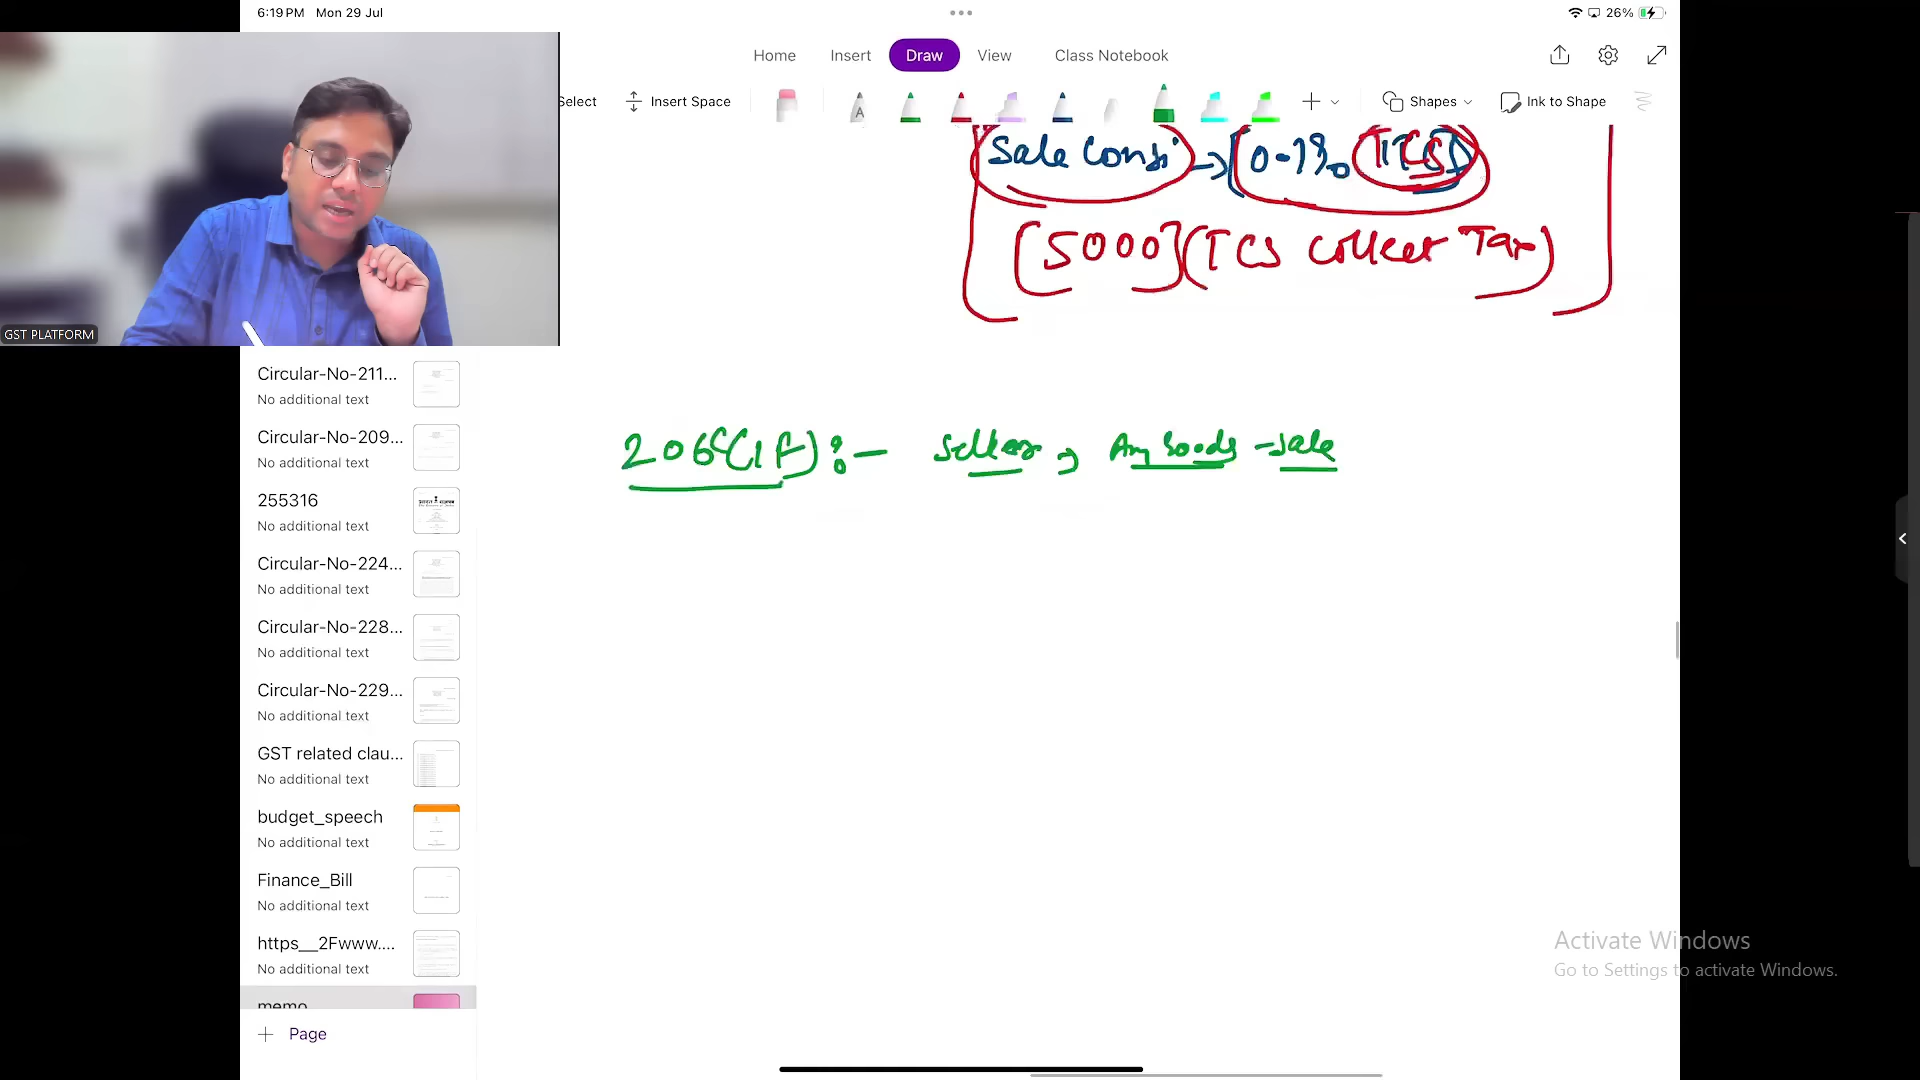 6:19 PM Mon 29 Jul
26%
Home Insert Draw View Class Notebook
Select Insert Space Shapes Ink to Shape
Sale Consi → [0.1%
[5000] (TCS Collect Tax)
GST PLATFORM
Circular-No-211...
No additional text
Circular-No-209...
No additional text
206C(1F):- Seller → Any Goods - Sale
255316
No additional text
Circular-No-224...
No additional text
Circular-No-228...
No additional text
Circular-No-229...
No additional text
GST related clau...
No additional text
budget_speech
No additional text
Finance_Bill
No additional text
https__2Fwww....
No additional text
memo
+ Page
Activate Windows
Go to Settings to activate Windows.